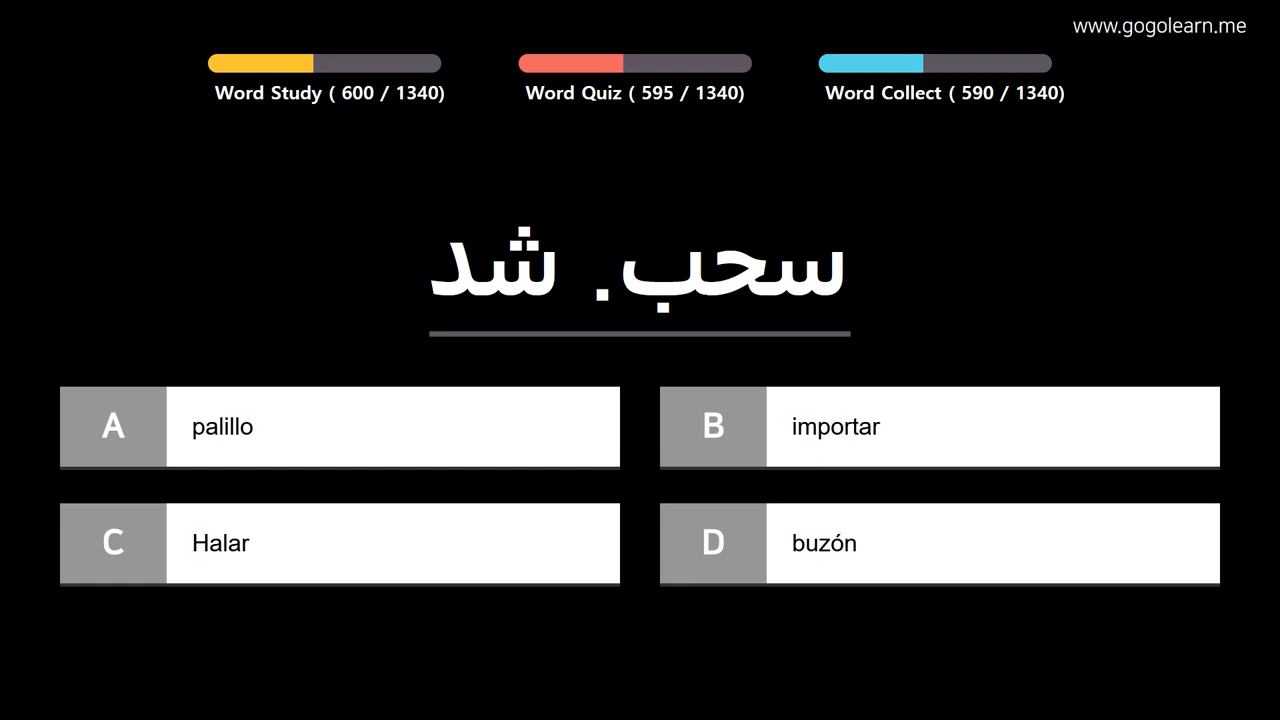 www.gogolearn.me
Word Study ( 600 / 1340)
Word Quiz ( 595 / 1340)
Word Collect ( 590 / 1340)
سحب. شد
A palillo
B importar
C Halar
D buzón